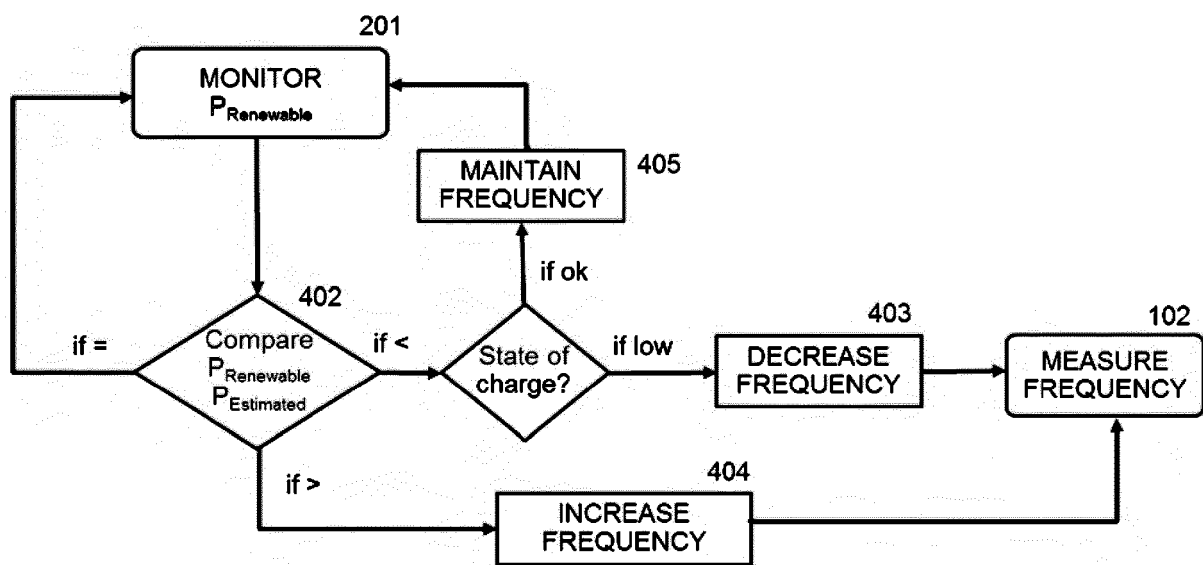 201
MONITOR
PRenewable
MAINTAIN
FREQUENCY
405
if ok
402
Compare
PRenewable
PEstimated
if =
if <
State of
charge?
if low
403
DECREASE
FREQUENCY
102
MEASURE
FREQUENCY
if >
404
INCREASE
FREQUENCY